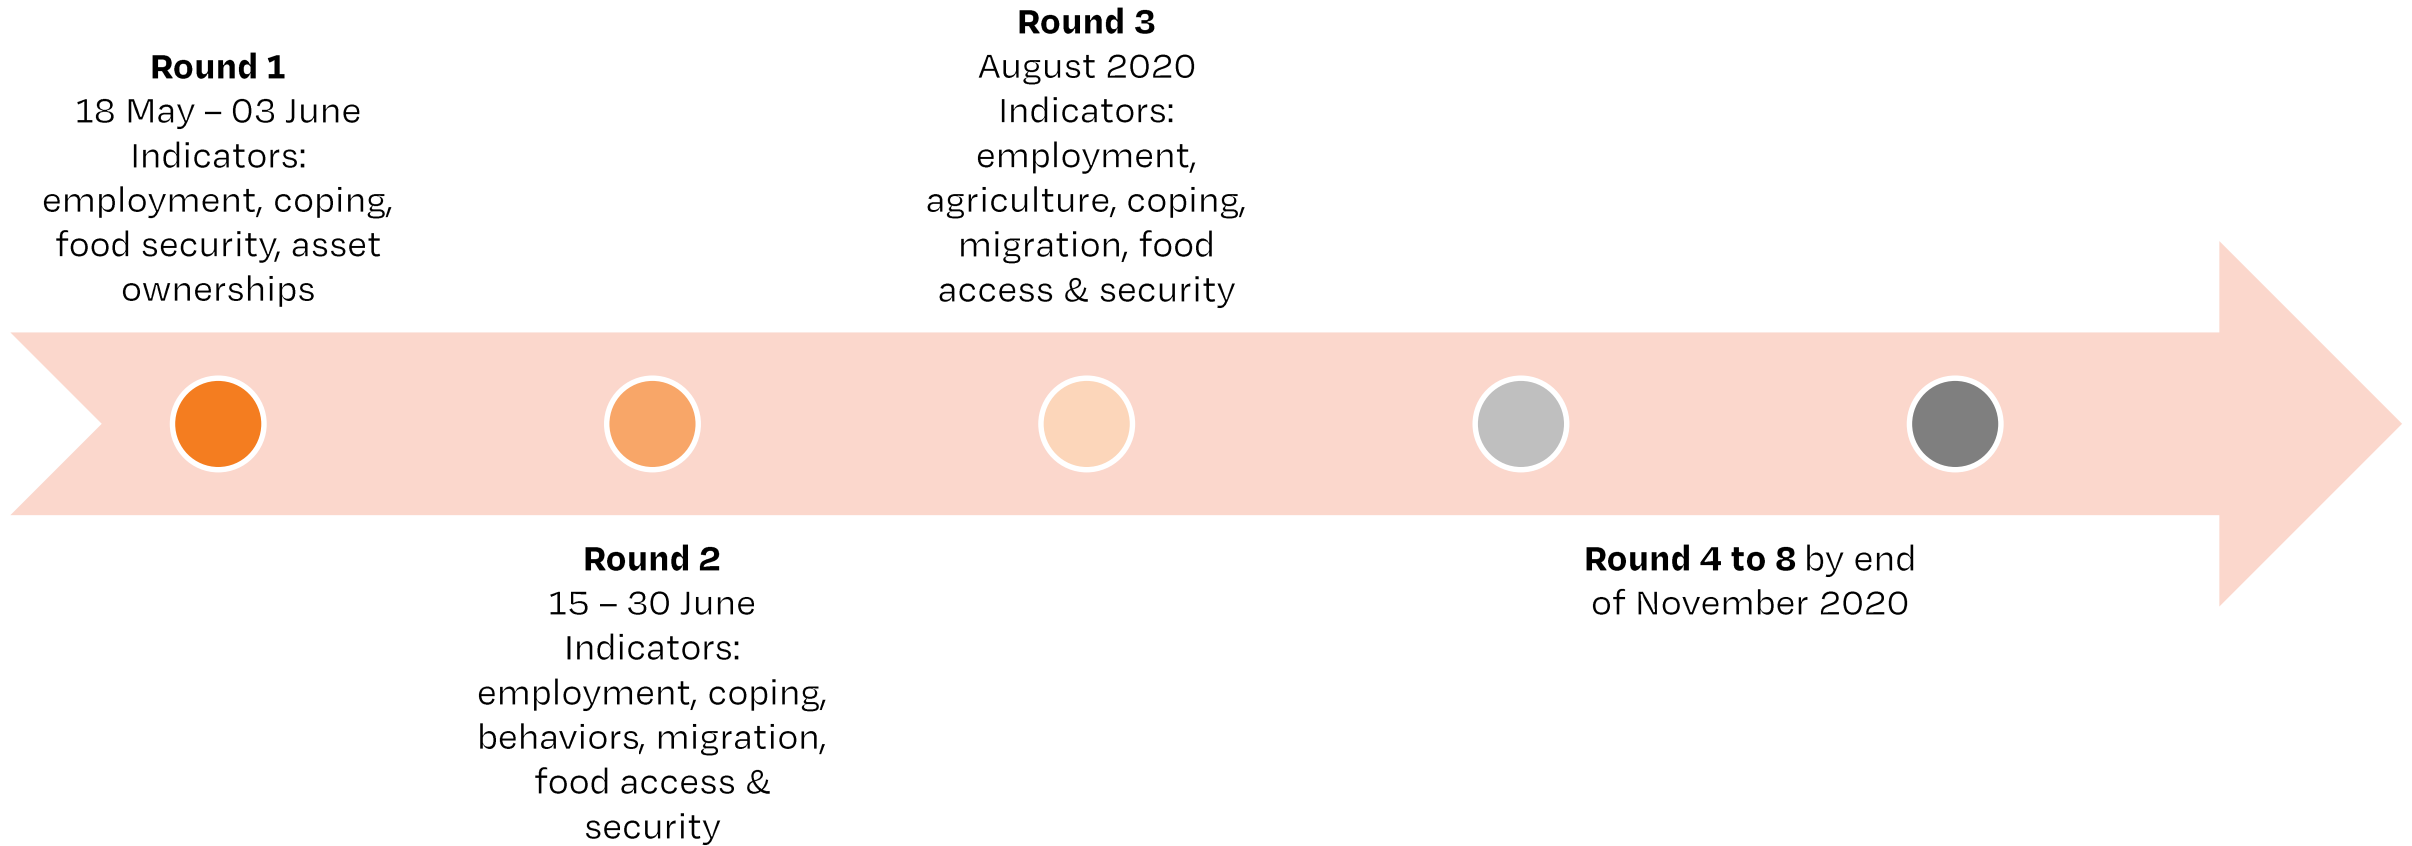 Round 1
18 May – 03 June
Indicators:
employment, coping,
food security, asset
ownerships
Round 2
15 – 30 June
Indicators:
employment, coping,
behaviors, migration,
food access &
security
Round 3
August 2020
Indicators:
employment,
agriculture, coping,
migration, food
access & security
Round 4 to 8 by end
of November 2020